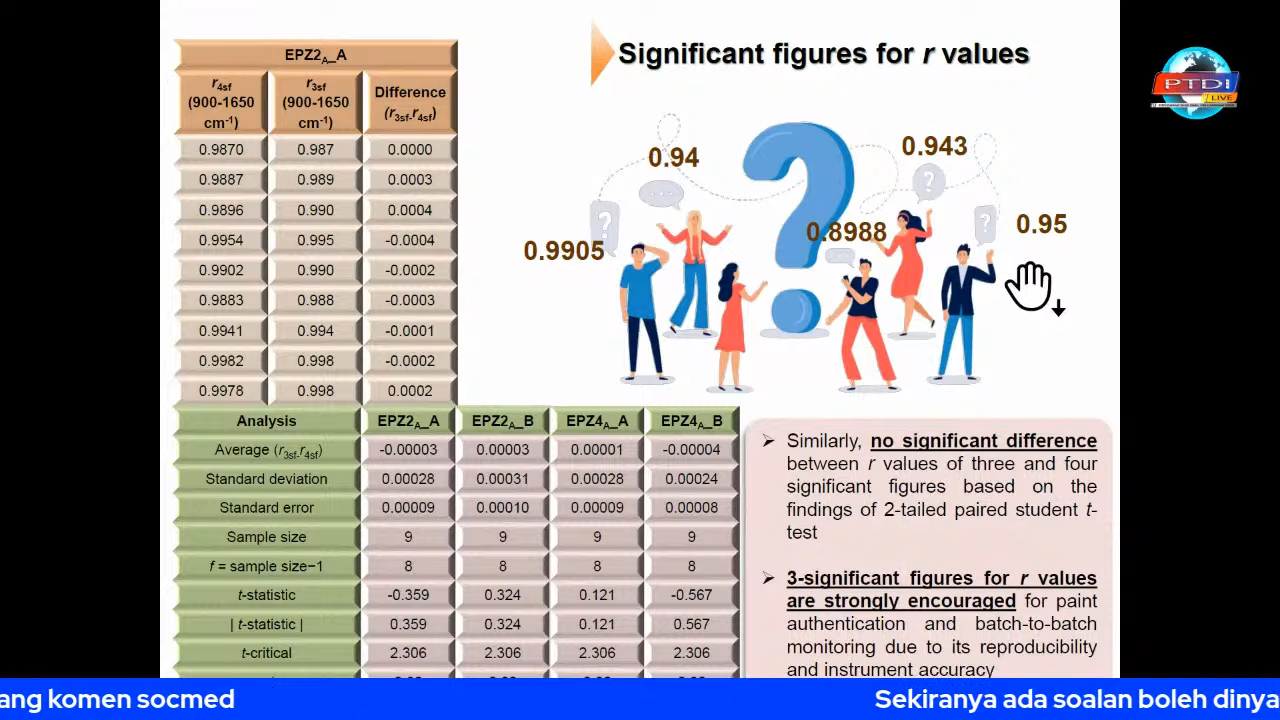 Significant figures for r values
PTDI
LIVE
EPZ2A_A
r4sf (900-1650 cm-1) r3sf (900-1650 cm-1) Difference (r3sf-r4sf)
0.9870 0.987 0.0000
0.9887 0.989 0.0003
0.9896 0.990 0.0004
0.9954 0.995 -0.0004
0.9902 0.990 -0.0002
0.9883 0.988 -0.0003
0.9941 0.994 -0.0001
0.9982 0.998 -0.0002
0.9978 0.998 0.0002
0.94
0.943
0.9905
0.8988
0.95
Analysis EPZ2A_A EPZ2A_B EPZ4A_A EPZ4A_B
Average (r3sf-r4sf) -0.00003 0.00003 0.00001 -0.00004
Standard deviation 0.00028 0.00031 0.00028 0.00024
Standard error 0.00009 0.00010 0.00009 0.00008
Sample size 9 9 9 9
f = sample size−1 8 8 8 8
t-statistic -0.359 0.324 0.121 -0.567
| t-statistic | 0.359 0.324 0.121 0.567
t-critical 2.306 2.306 2.306 2.306
Similarly, no significant difference
between r values of three and four
significant figures based on the
findings of 2-tailed paired student t-
test
3-significant figures for r values
are strongly encouraged for paint
authentication and batch-to-batch
monitoring due to its reproducibility
and instrument accuracy
ang komen socmed
Sekiranya ada soalan boleh dinya